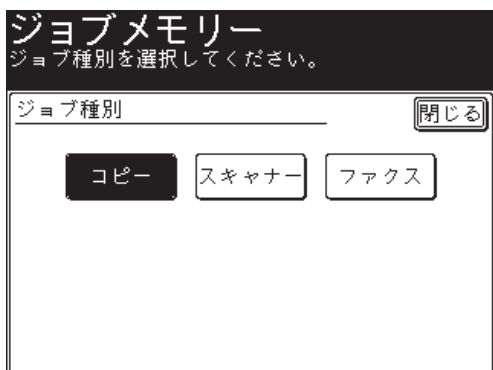 ジョブメモリー
ジョブ種別を選択してください。
ジョブ種別 閉じる
コピー スキャナー ファクス